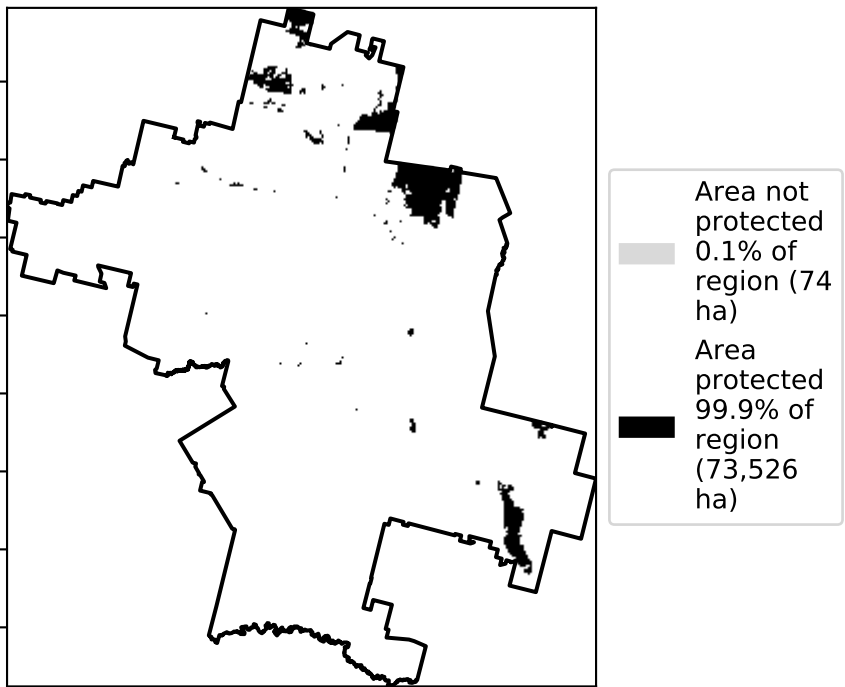 Area not
protected
0.1% of
region (74
ha)
Area
protected
99.9% of
region
(73,526
ha)